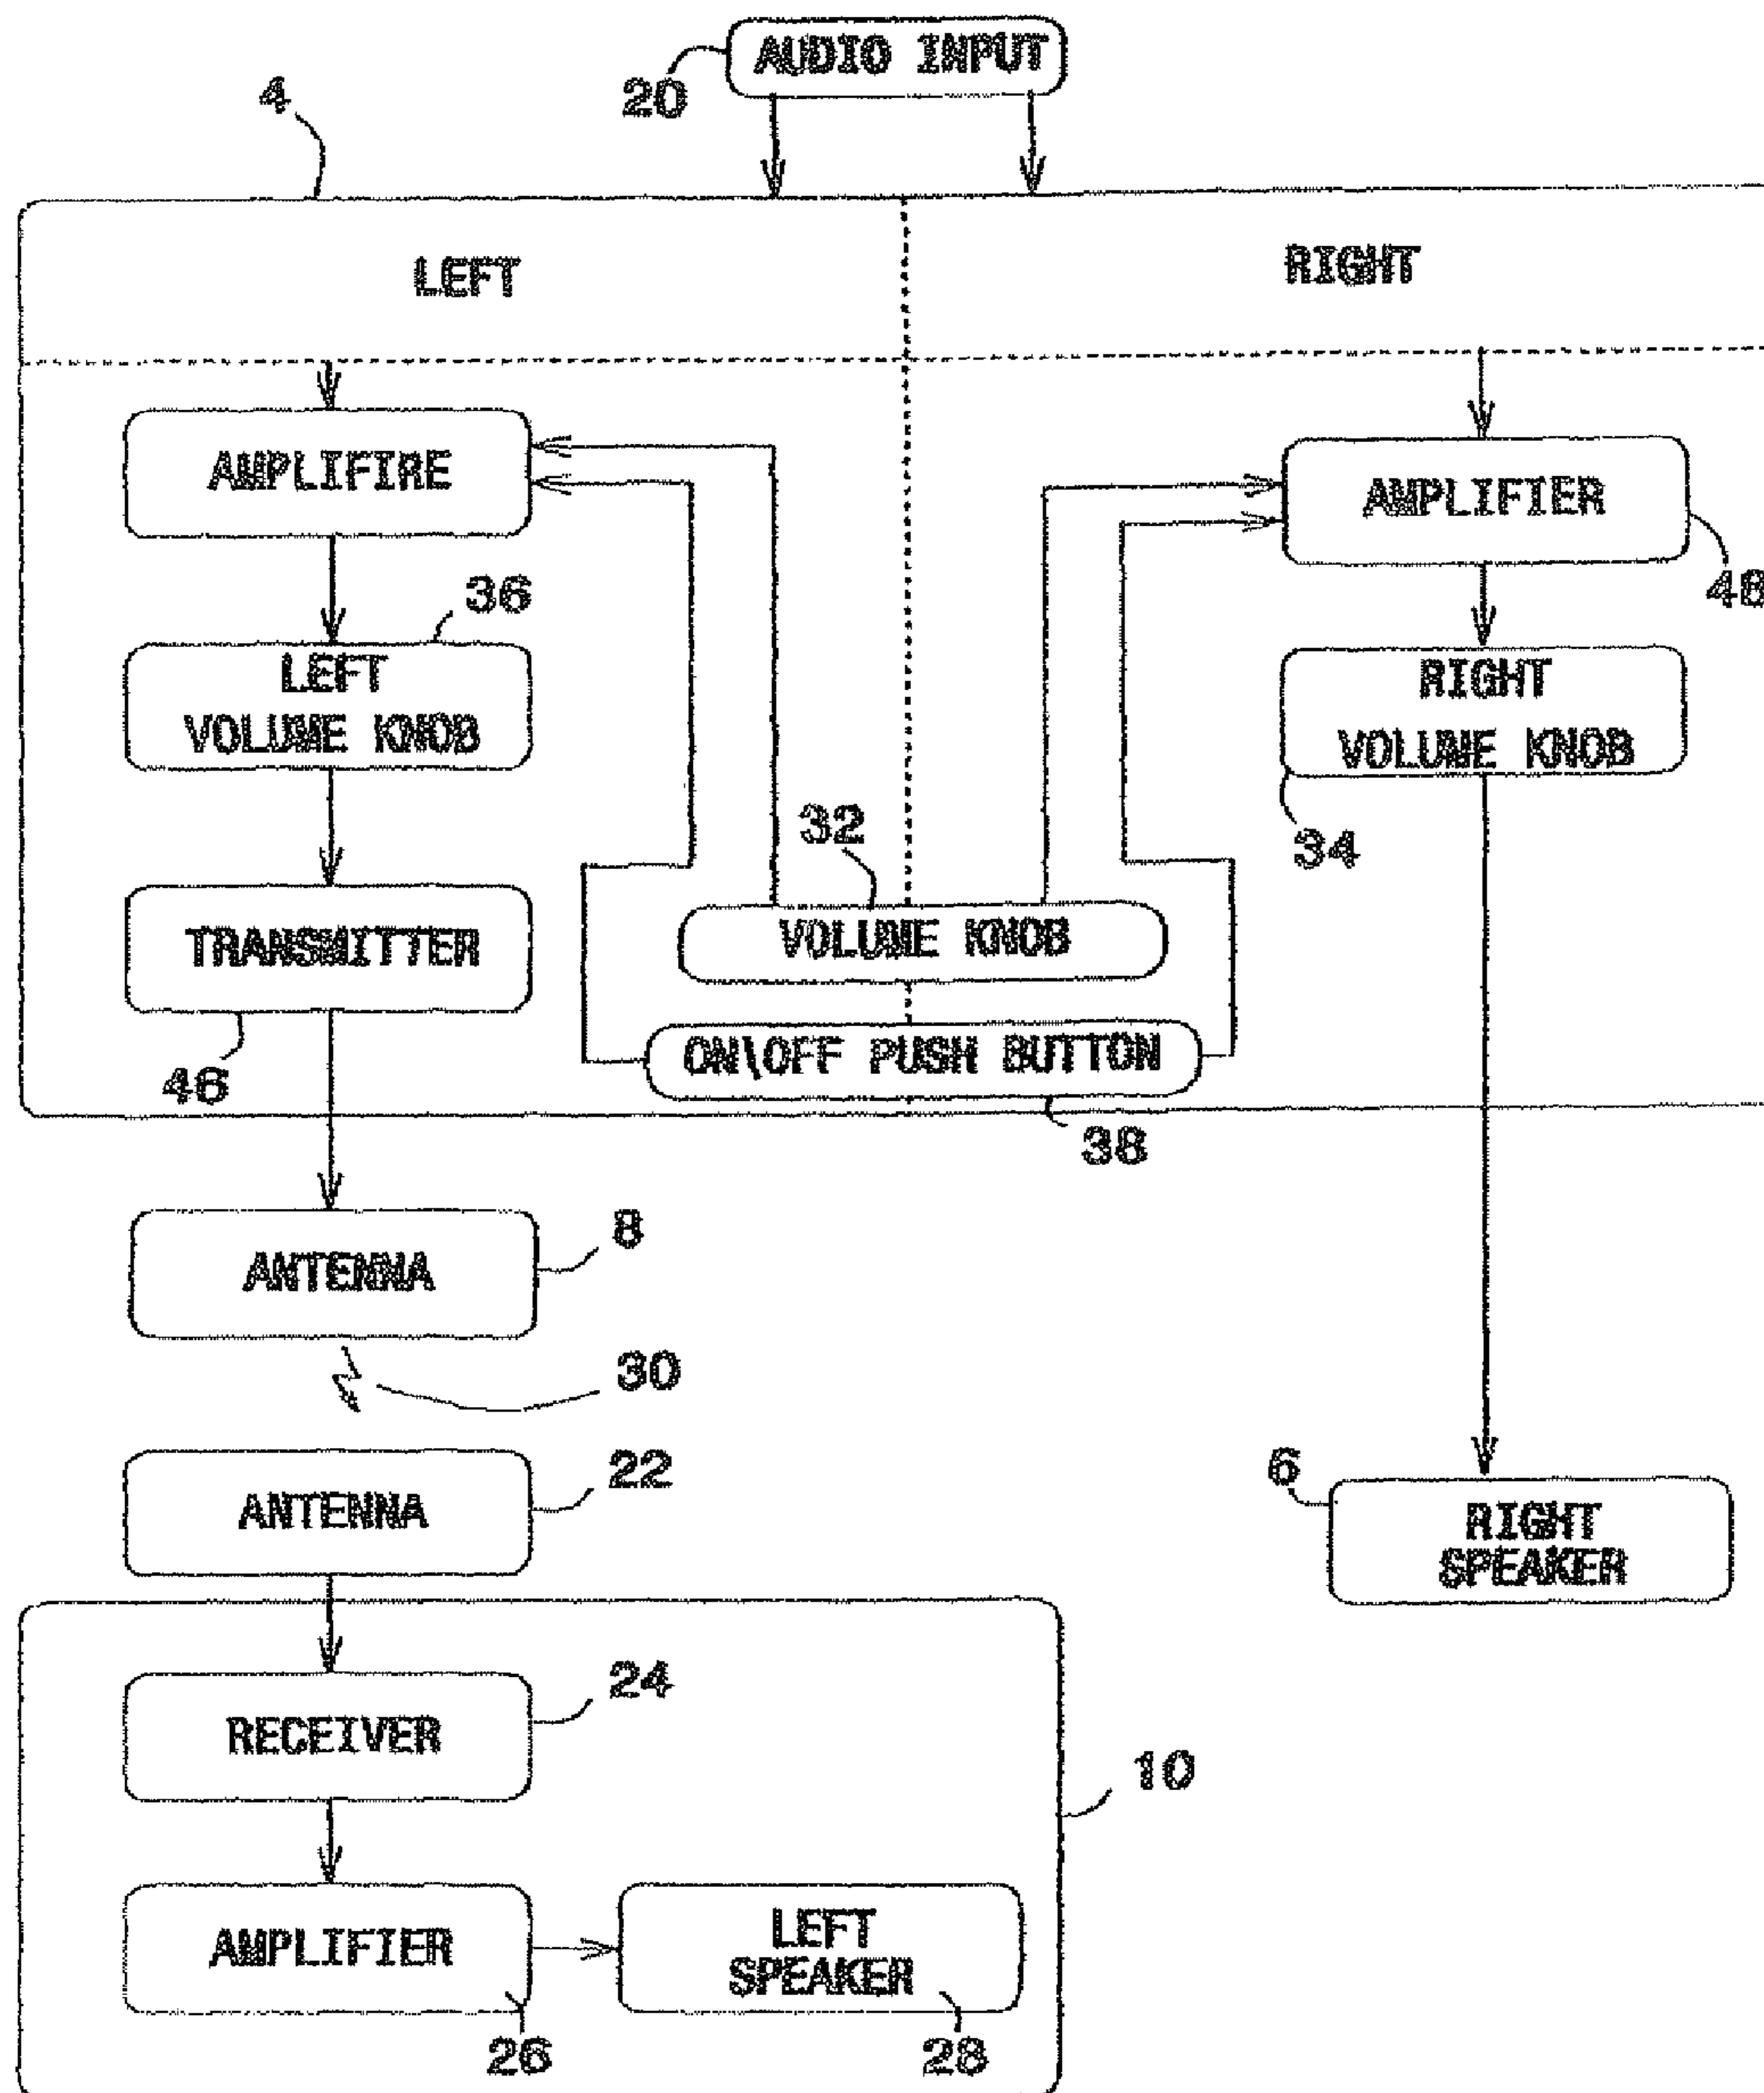 AUDIO INPUT
20
4
LEFT
RIGHT
AMPLIFIRE
AMPLIFIER
48
36
LEFT
VOLUME KNOB
RIGHT
VOLUME KNOB
34
32
VOLUME KNOB
TRANSMITTER
46
ON\OFF PUSH BUTTON
38
ANTENNA
8
30
ANTENNA
22
6
RIGHT
SPEAKER
RECEIVER
24
10
AMPLIFIER
26
LEFT
SPEAKER
28